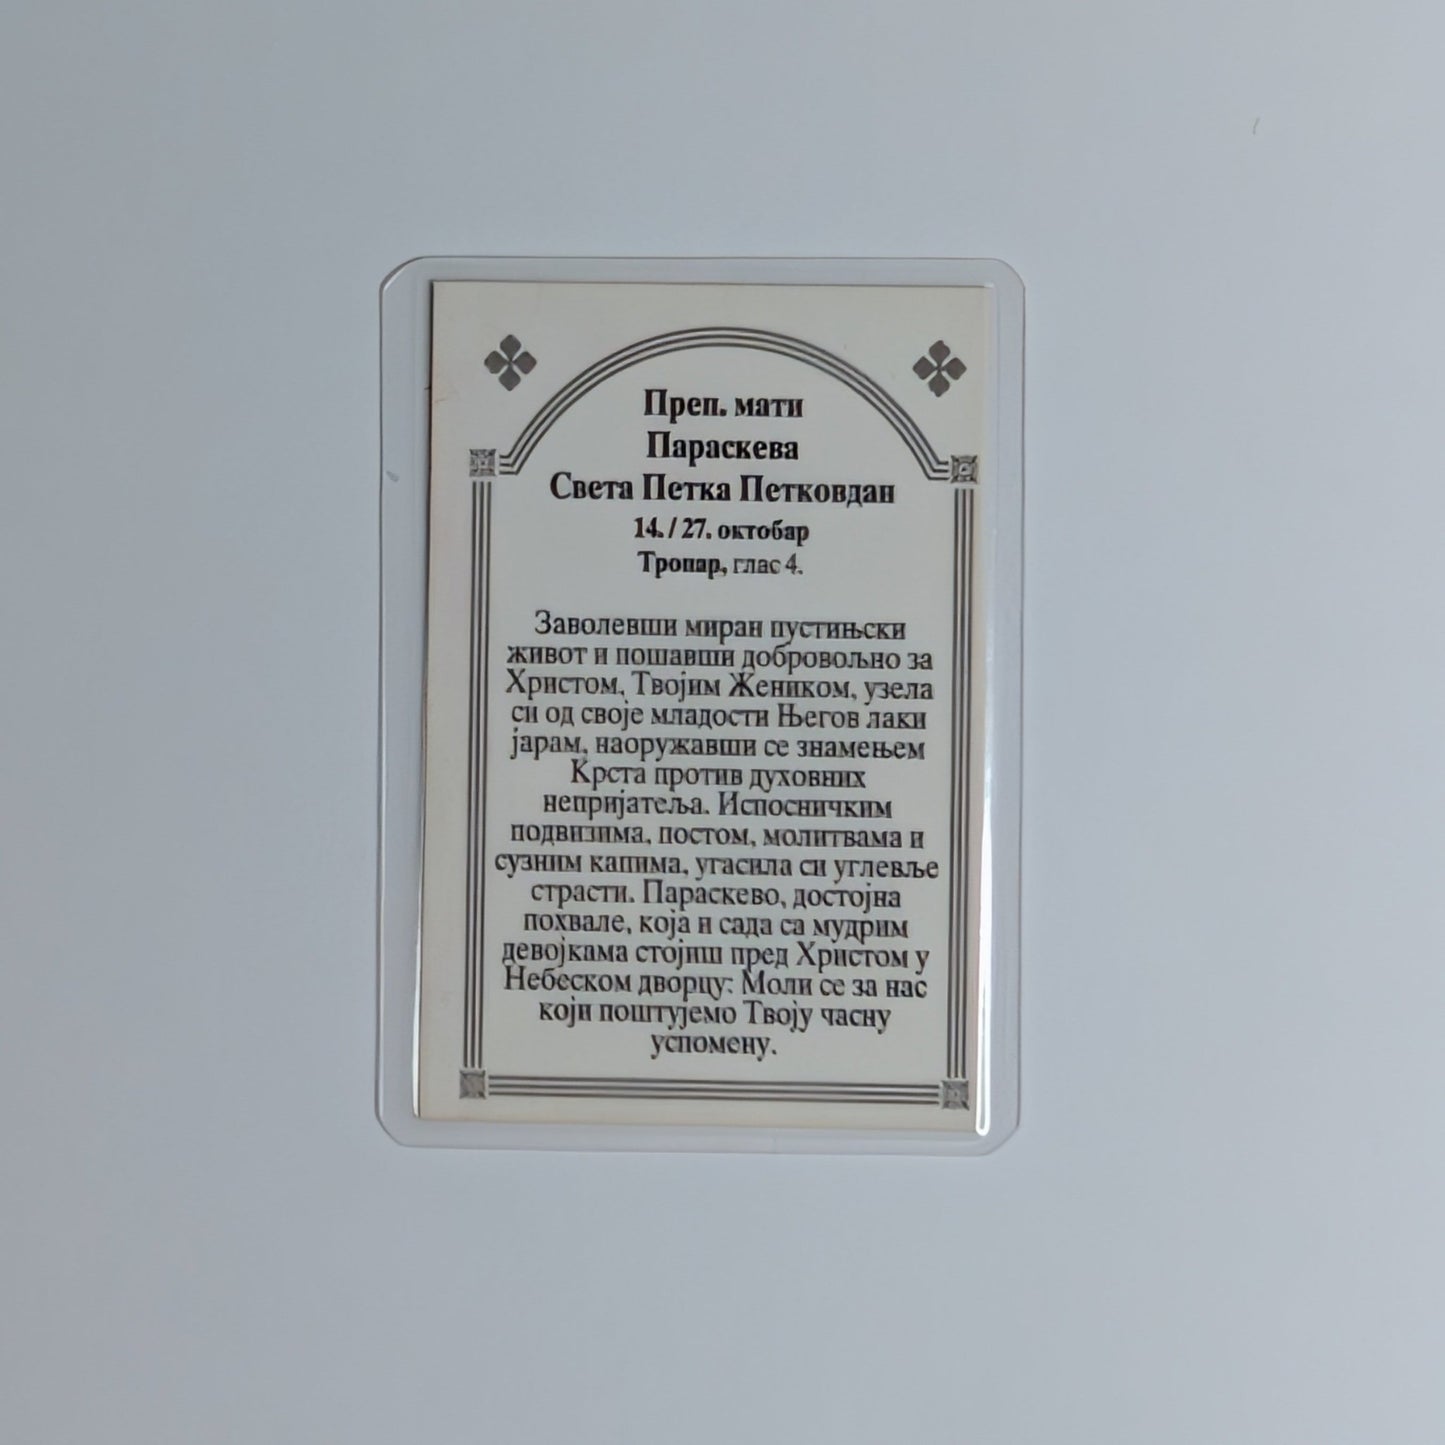 Преп. мати
Параскева
Света Петка Петковдан
14. / 27. октобар
Тропар, глас 4.
Заволевши миран пустињски
живот и пошавши добровољно за
Христом, Твојим Жеником, узела
си од своје младости Његов лаки
јарам, наоружавши се знамењем
Крста против духовних
непријатеља. Испосничким
подвизима, постом, молитвама и
сузним капима, угасила си углевље
страсти. Параскево, достојна
похвале, која и сада са мудрим
девојкама стојиш пред Христом у
Небеском дворцу: Моли се за нас
који поштујемо Твоју часну
успомену.